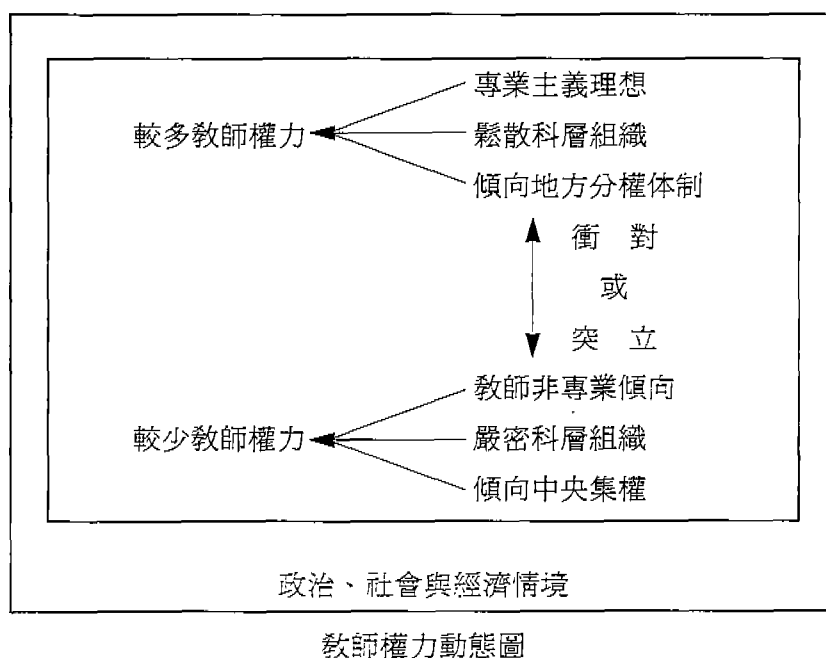 專業主義理想
較多教師權力
鬆散科層組織
傾向地方分權体制
衝 對
或
突 立
教師非專業傾向
較少教師權力
嚴密科層組織
傾向中央集權
政治、社會與經濟情境
教師權力動態圖